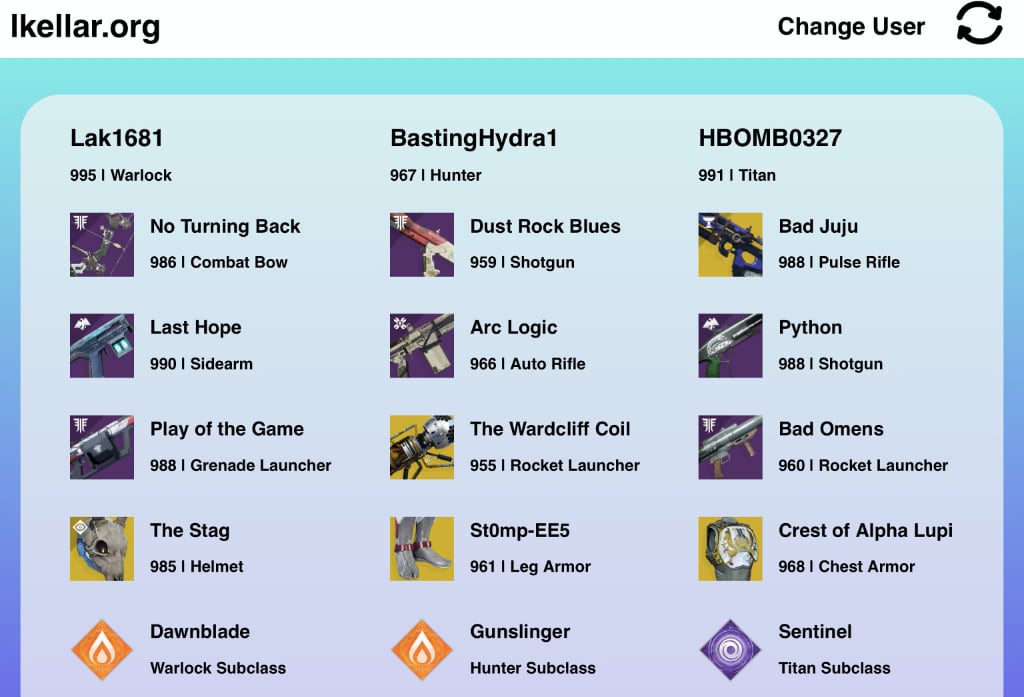 lkellar.org
Change User
Lak1681
995 | Warlock
No Turning Back
986 | Combat Bow
Last Hope
990 | Sidearm
Play of the Game
988 | Grenade Launcher
The Stag
985 | Helmet
Dawnblade
Warlock Subclass
BastingHydra1
967 | Hunter
Dust Rock Blues
959 | Shotgun
Arc Logic
966 | Auto Rifle
The Wardcliff Coil
955 | Rocket Launcher
St0mp-EE5
961 | Leg Armor
Gunslinger
Hunter Subclass
HBOMB0327
991 | Titan
Bad Juju
988 | Pulse Rifle
Python
988 | Shotgun
Bad Omens
960 | Rocket Launcher
Crest of Alpha Lupi
968 | Chest Armor
Sentinel
Titan Subclass